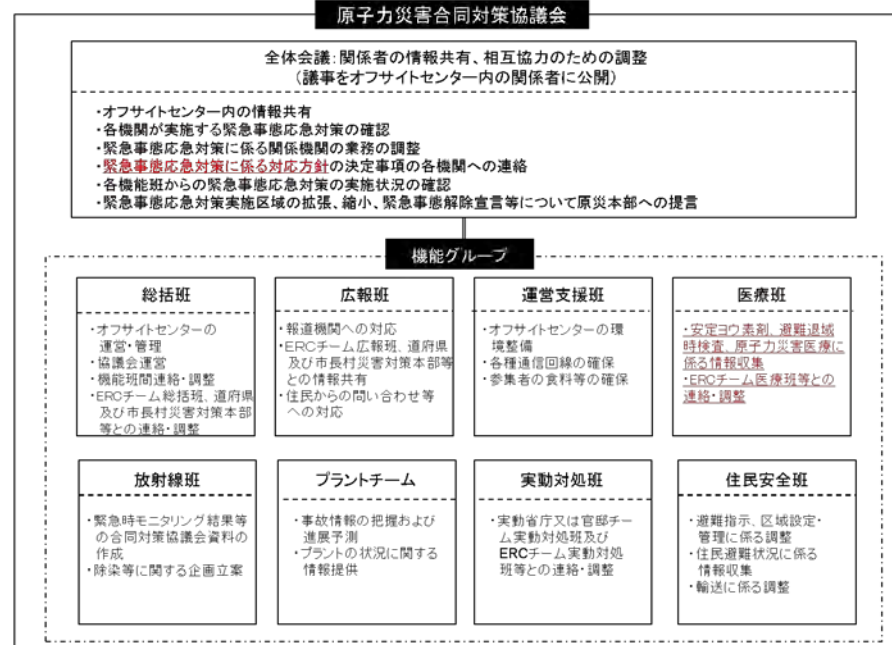 原子力災害合同対策協議会
全体会議：関係者の情報共有、相互協力のための調整
（議事をオフサイトセンター内の関係者に公開）
・オフサイトセンター内の情報共有
・各機関が実施する緊急事態応急対策の確認
・緊急事態応急対策に係る関係機関の業務の調整
・緊急事態応急対策に係る対応方針の決定事項の各機関への連絡
・各機能班からの緊急事態応急対策の実施状況の確認
・緊急事態応急対策実施区域の拡張、縮小、緊急事態解除宣言等について原災本部への提言
機能グループ
総括班
・オフサイトセンターの
運営・管理
・協議会運営
・機能班間連絡・調整
・ERCチーム総括班、道府県
及び市長村災害対策本部
等との連絡・調整
広報班
・報道機関への対応
・ERCチーム広報班、道府県
及び市長村災害対策本部等
との情報共有
・住民からの問い合わせ等
への対応
運営支援班
・オフサイトセンターの環
境整備
・各種通信回線の確保
・参集者の食料等の確保
医療班
・安定ヨウ素剤、避難退域
時検査、原子力災害医療に
係る情報収集
・ERCチーム医療班等との
連絡・調整
放射線班
・緊急時モニタリング結果等
の合同対策協議会資料の
作成
・除染等に関する企画立案
プラントチーム
・事故情報の把握および
進展予測
・プラントの状況に関する
情報提供
実動対処班
・実動省庁又は官邸チー
ム実動対処班及び
ERCチーム実動対処
班等との連絡・調整
住民安全班
・避難指示、区域設定・
管理に係る調整
・住民避難状況に係る
情報収集
・輸送に係る調整